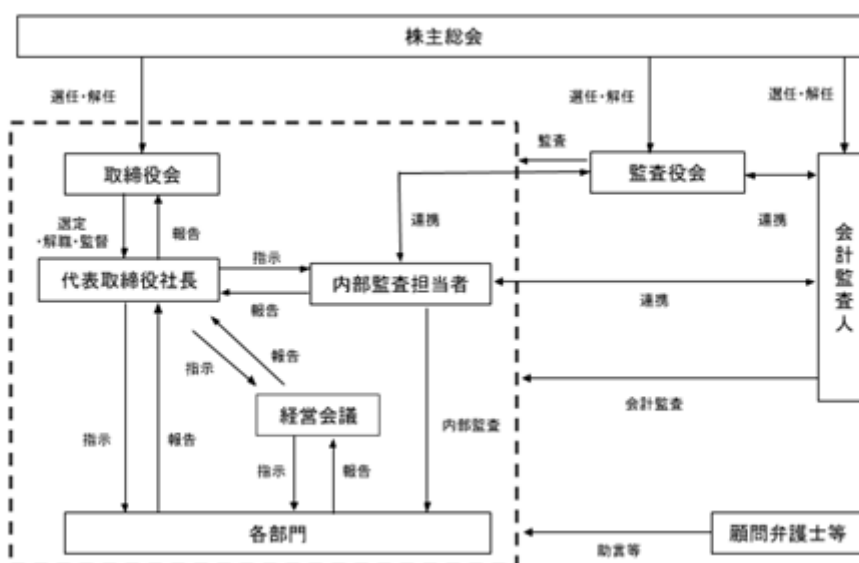 株主総会
選任・解任
選任・解任
選任・解任
監査
取締役会
監査役会
連携
連携
選定
・解職・監督
報告
指示
代表取締役社長
内部監査担当者
報告
連携
会計監査人
指示
報告
経営会議
会計監査
指示
報告
指示
報告
内部監査
各部門
顧問弁護士等
助言等